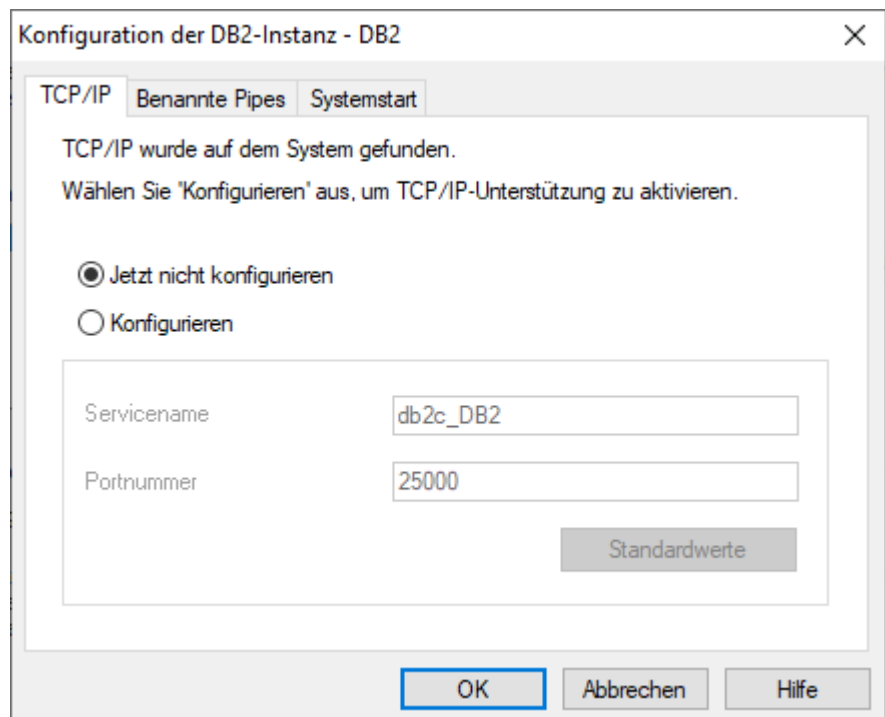 Konfiguration der DB2-Instanz - DB2
TCP/IP
Benannte Pipes
Systemstart
TCP/IP wurde auf dem System gefunden.
Wählen Sie "Konfigurieren" aus, um TCP/IP-Unterstützung zu aktivieren.
Jetzt nicht konfigurieren
Konfigurieren
Servicename
db2c_DB2
Portnummer
25000
Standardwerte
OK
Abbrechen
Hilfe